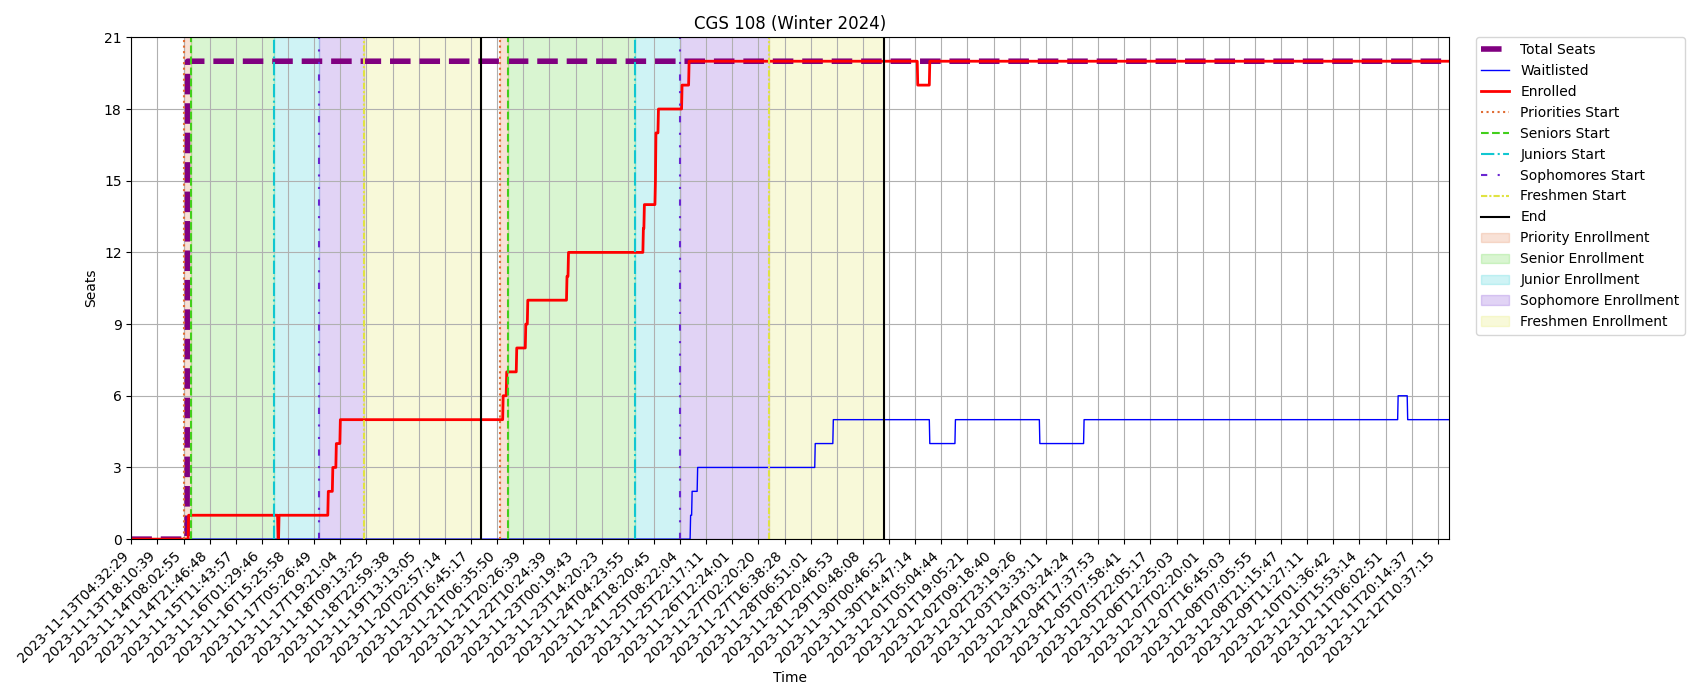 CGS 108 (Winter 2024)
21
18
15
12
9
6
3
0
Seats
2023-11-13T04:32:29
2023-11-13T18:10:39
2023-11-14T08:02:55
2023-11-14T21:46:48
2023-11-15T11:43:57
2023-11-16T01:29:46
2023-11-16T15:25:58
2023-11-17T05:26:49
2023-11-17T19:21:04
2023-11-18T09:13:25
2023-11-18T22:59:38
2023-11-19T13:13:05
2023-11-20T02:57:14
2023-11-20T16:45:17
2023-11-21T06:35:50
2023-11-21T20:26:39
2023-11-22T10:24:39
2023-11-23T00:19:43
2023-11-23T14:20:23
2023-11-24T04:23:55
2023-11-24T18:20:45
2023-11-25T08:22:04
2023-11-25T22:17:11
2023-11-26T12:24:01
2023-11-27T02:20:20
2023-11-27T16:38:28
2023-11-28T06:51:01
2023-11-28T20:46:53
2023-11-29T10:48:08
2023-11-30T00:46:52
2023-11-30T14:47:14
2023-12-01T05:04:44
2023-12-01T19:05:21
2023-12-02T09:18:40
2023-12-02T23:19:26
2023-12-03T13:33:11
2023-12-04T03:24:24
2023-12-04T17:37:53
2023-12-05T07:58:41
2023-12-05T22:05:17
2023-12-06T12:25:03
2023-12-07T02:20:01
2023-12-07T16:45:03
2023-12-08T07:05:55
2023-12-08T21:15:47
2023-12-09T11:27:11
2023-12-10T01:36:42
2023-12-10T15:53:14
2023-12-11T06:02:51
2023-12-11T20:14:37
2023-12-12T10:37:15
Time
Total Seats
Waitlisted
Enrolled
Priorities Start
Seniors Start
Juniors Start
Sophomores Start
Freshmen Start
End
Priority Enrollment
Senior Enrollment
Junior Enrollment
Sophomore Enrollment
Freshmen Enrollment